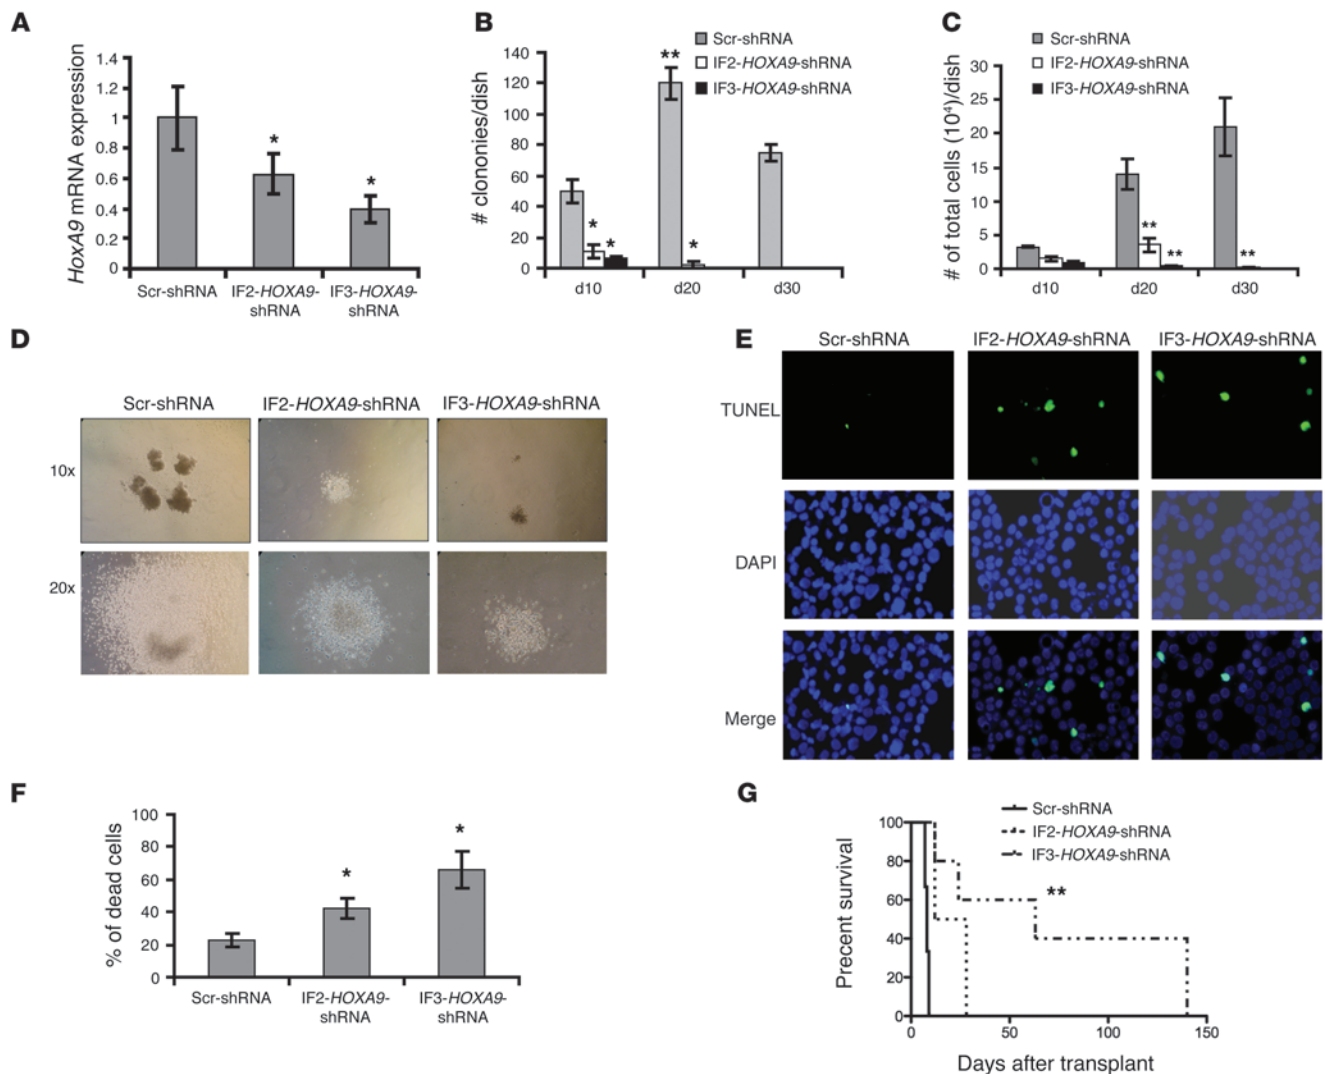 A
HoxA9 mRNA expression
1.4
1.2
1
0.8
0.6
0.4
0.2
0
*
*
Scr-shRNA
IF2-HOXA9-
shRNA
IF3-HOXA9-
shRNA
B
# clononies/dish
140
120
100
80
60
40
20
0
Scr-shRNA
IF2-HOXA9-shRNA
IF3-HOXA9-shRNA
**
*
*
*
d10
d20
d30
C
# of total cells (10⁴)/dish
30
25
20
15
10
5
0
Scr-shRNA
IF2-HOXA9-shRNA
IF3-HOXA9-shRNA
**
**
**
d10
d20
d30
D
Scr-shRNA
IF2-HOXA9-shRNA
IF3-HOXA9-shRNA
10x
20x
E
Scr-shRNA
IF2-HOXA9-shRNA
IF3-HOXA9-shRNA
TUNEL
DAPI
Merge
F
% of dead cells
100
80
60
40
20
0
*
*
Scr-shRNA
IF2-HOXA9-
shRNA
IF3-HOXA9-
shRNA
G
Precent survival
100
80
60
40
20
0
Scr-shRNA
IF2-HOXA9-shRNA
IF3-HOXA9-shRNA
**
0
50
100
150
Days after transplant